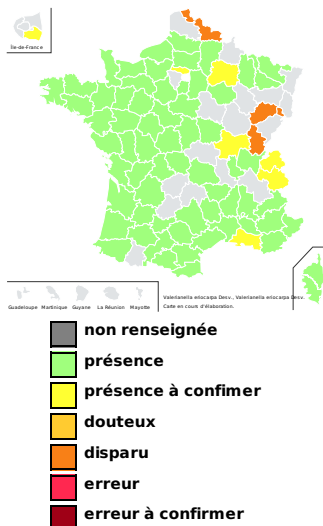 Île-de-France
Valerianella eriocarpa Desv., Valerianella eriocarpa Desv.
Guadeloupe Martinique Guyane La Réunion Mayotte Carte en cours d'élaboration.
non renseignée
présence
présence à confimer
douteux
disparu
erreur
erreur à confirmer